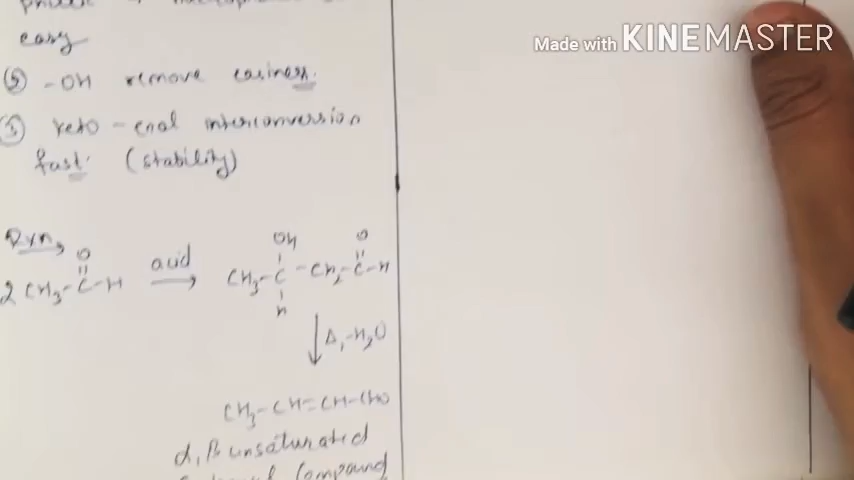 Made with KINEMASTER
easy
② -OH remove easiness.
③ keto - enol interconversion
fast. (stability)
Rxn
O
OH
O
2 CH3-C-H acid CH3-C-CH2-C-H
H
Δ, -H2O
CH3-CH=CH-CHO
α, β unsaturated
Compound